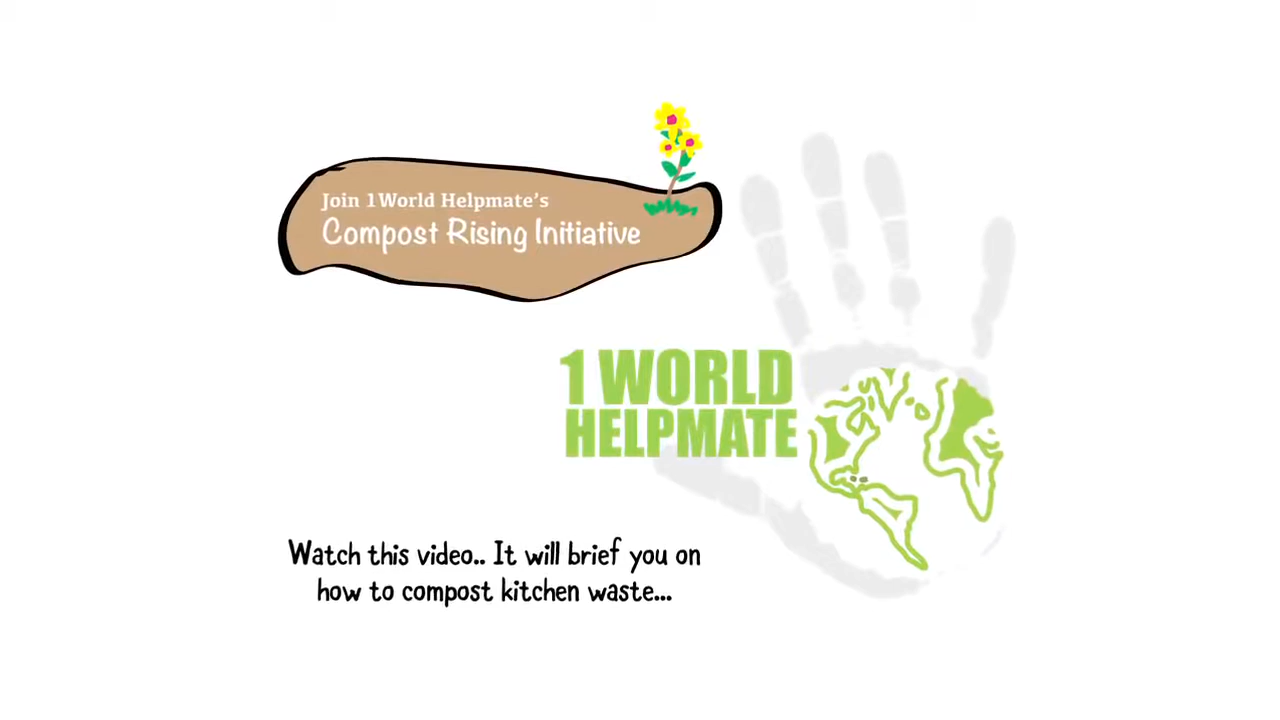 Join 1World Helpmate's
Compost Rising Initiative
1 WORLD
HELPMATE
Watch this video.. It will brief you on
how to compost kitchen waste...